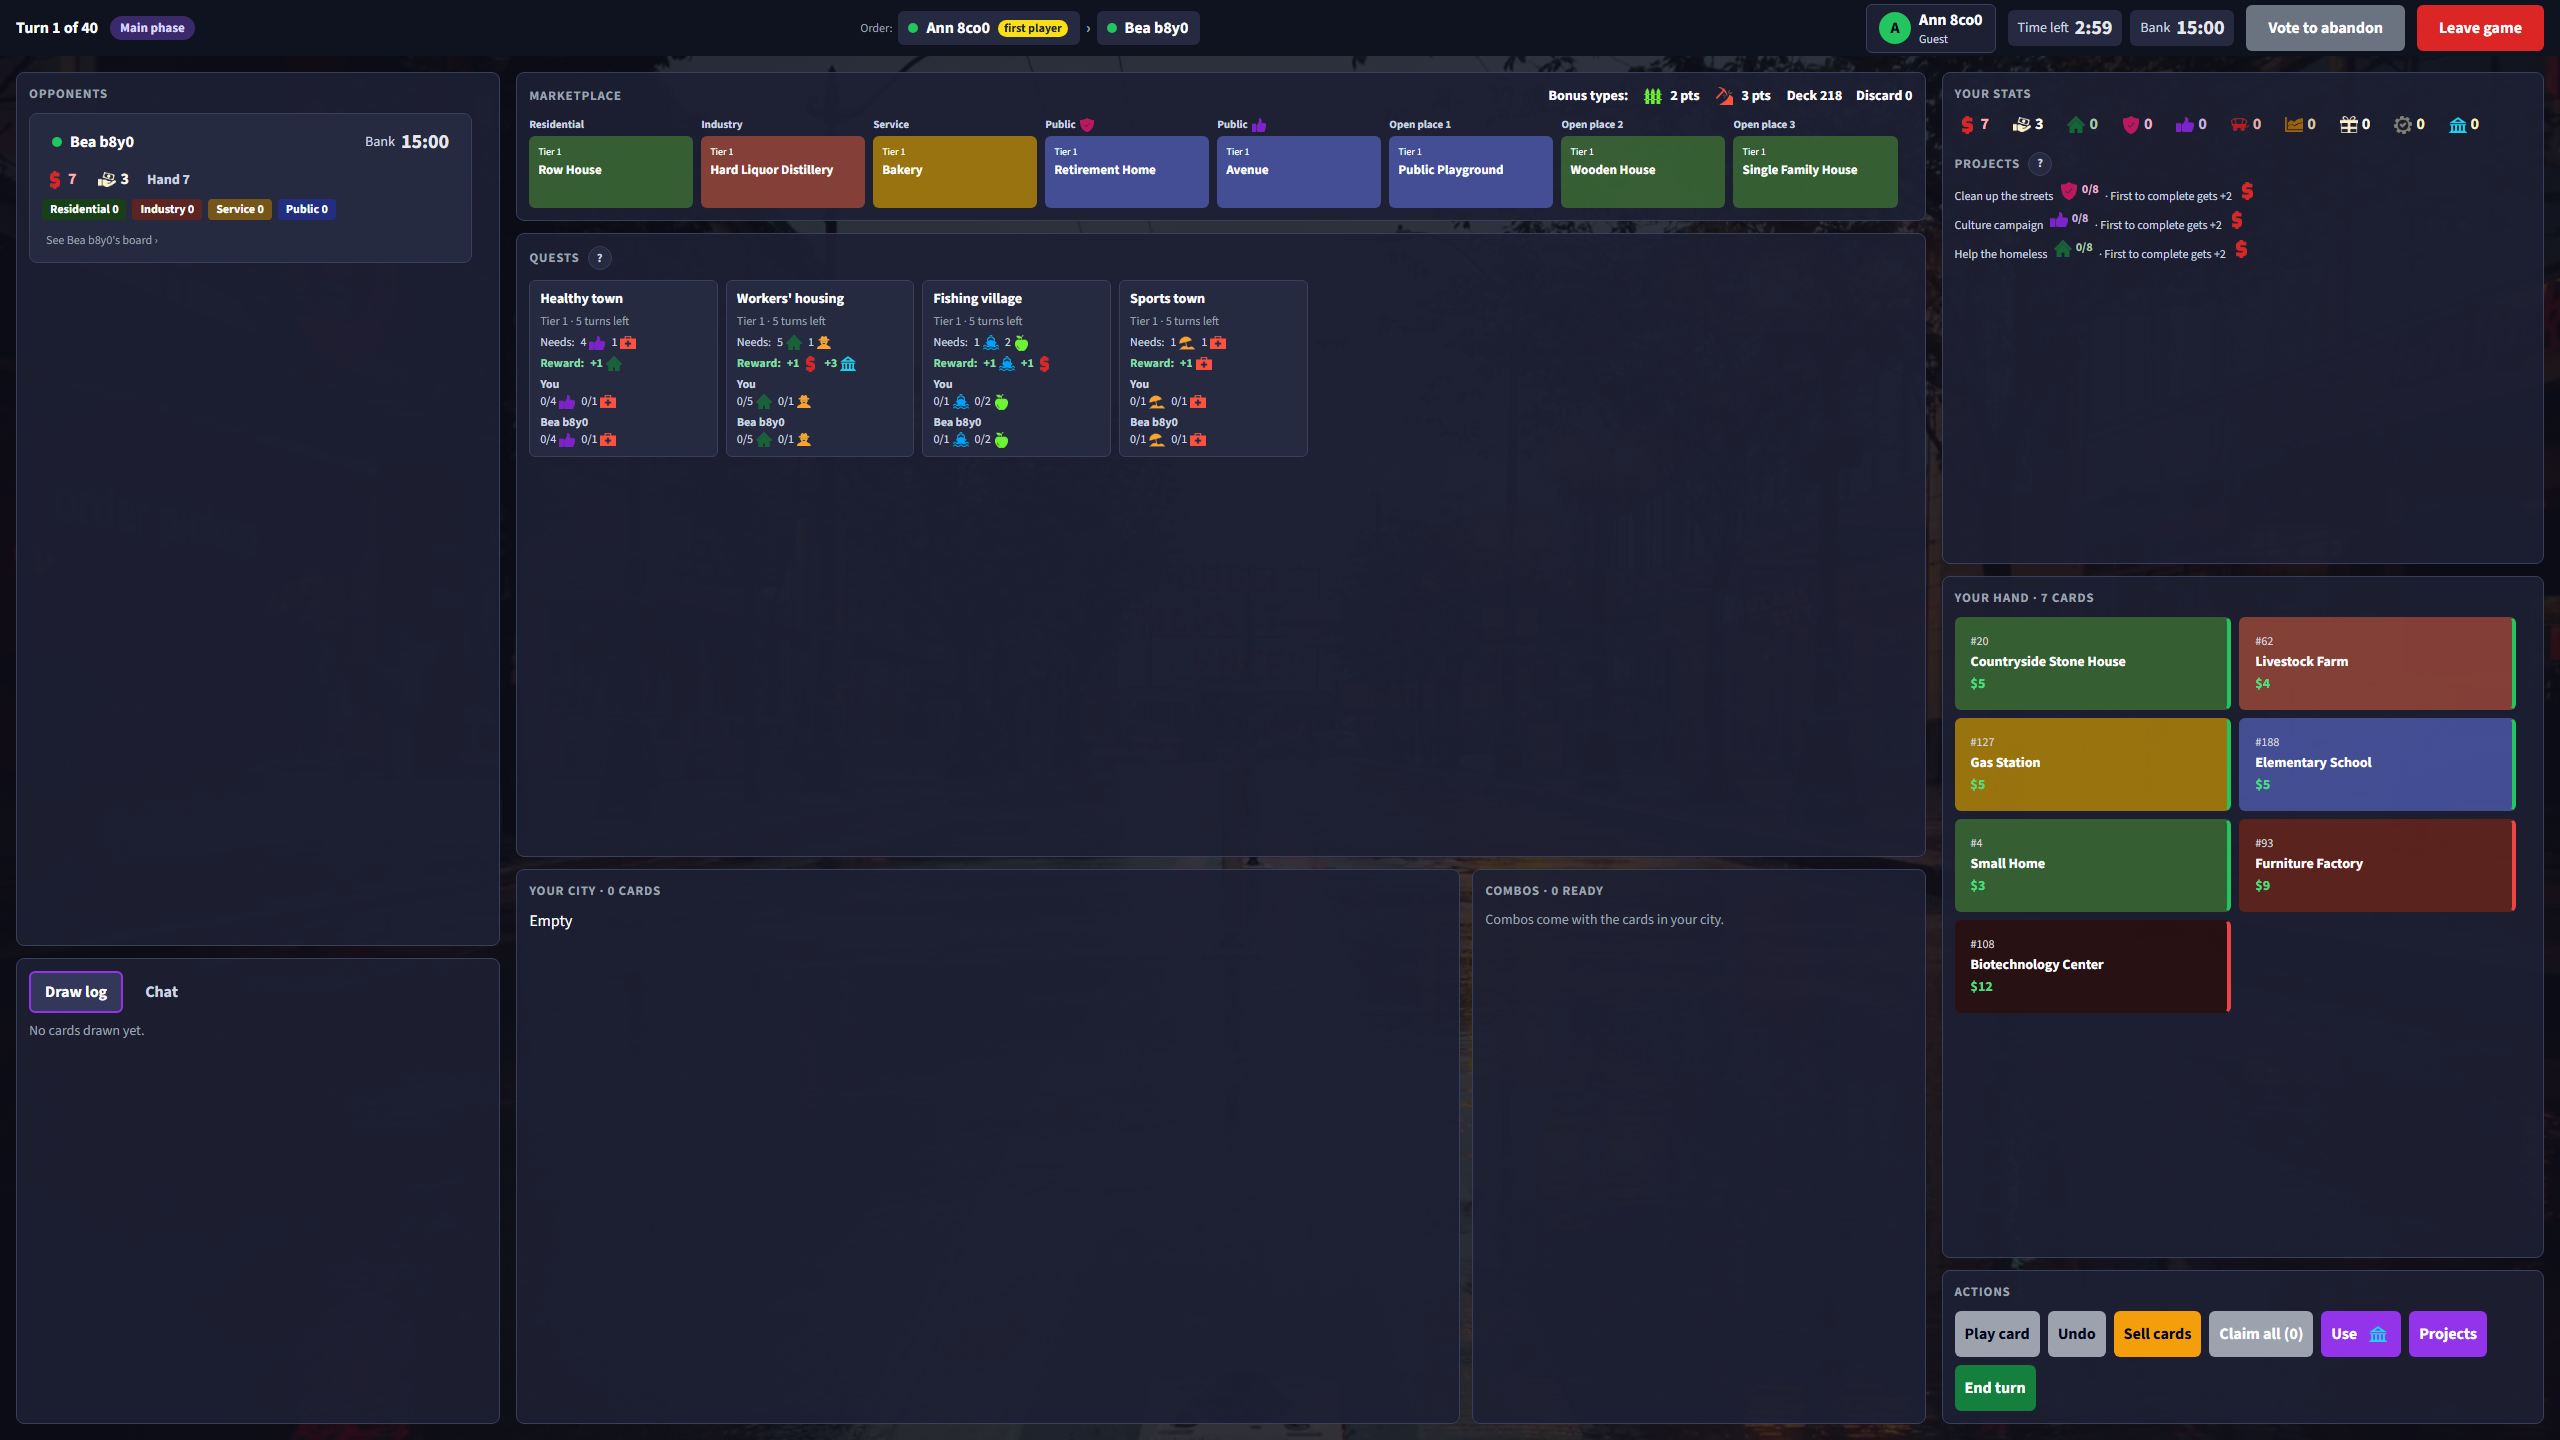 Turn 1 of 40 Main phase
Order: Ann 8co0 first player › Bea b8y0
A Ann 8co0
Guest
Time left 2:59
Bank 15:00
Vote to abandon
Leave game
OPPONENTS
Bea b8y0 Bank 15:00
7 3 Hand 7
Residential 0 Industry 0 Service 0 Public 0
See Bea b8y0's board ›
Draw log Chat
No cards drawn yet.
MARKETPLACE
Bonus types: 2 pts 3 pts Deck 218 Discard 0
Residential Industry Service Public Public Open place 1 Open place 2 Open place 3
Tier 1 Tier 1 Tier 1 Tier 1 Tier 1 Tier 1 Tier 1 Tier 1
Row House Hard Liquor Distillery Bakery Retirement Home Avenue Public Playground Wooden House Single Family House
QUESTS ?
Healthy town
Tier 1 · 5 turns left
Needs: 4 1
Reward: +1
You
0/4 0/1
Bea b8y0
0/4 0/1
Workers' housing
Tier 1 · 5 turns left
Needs: 5 1
Reward: +1 +3
You
0/5 0/1
Bea b8y0
0/5 0/1
Fishing village
Tier 1 · 5 turns left
Needs: 1 2
Reward: +1 +1
You
0/1 0/2
Bea b8y0
0/1 0/2
Sports town
Tier 1 · 5 turns left
Needs: 1 1
Reward: +1
You
0/1 0/1
Bea b8y0
0/1 0/1
YOUR CITY · 0 CARDS
Empty
COMBOS · 0 READY
Combos come with the cards in your city.
YOUR STATS
7 3 0 0 0 0 0 0 0 0
PROJECTS ?
Clean up the streets 0/8 · First to complete gets +2
Culture campaign 0/8 · First to complete gets +2
Help the homeless 0/8 · First to complete gets +2
YOUR HAND · 7 CARDS
#20
Countryside Stone House
$5
#62
Livestock Farm
$4
#127
Gas Station
$5
#188
Elementary School
$5
#4
Small Home
$3
#93
Furniture Factory
$9
#108
Biotechnology Center
$12
ACTIONS
Play card Undo Sell cards Claim all (0) Use Projects
End turn